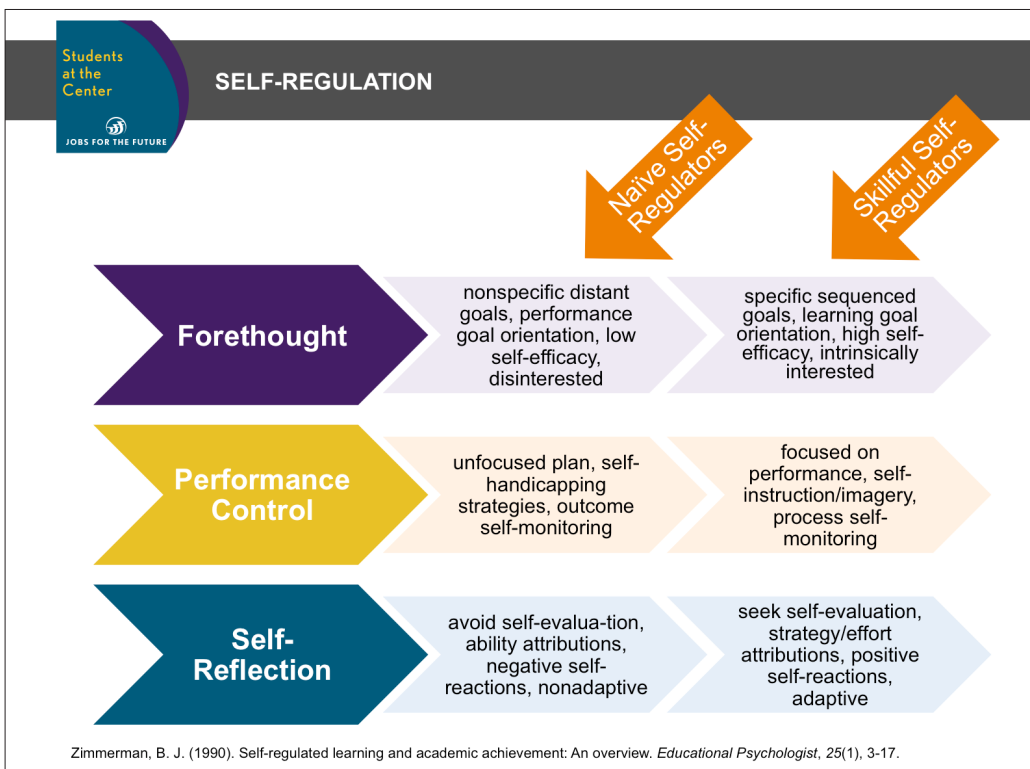 Students
at the
Center
JOBS FOR THE FUTURE
SELF-REGULATION
Naïve Self-
Regulators
Skillful Self-
Regulators
Forethought
nonspecific distant
goals, performance
goal orientation, low
self-efficacy,
disinterested
specific sequenced
goals, learning goal
orientation, high self-
efficacy, intrinsically
interested
Performance
Control
unfocused plan, self-
handicapping
strategies, outcome
self-monitoring
focused on
performance, self-
instruction/imagery,
process self-
monitoring
Self-
Reflection
avoid self-evalua-tion,
ability attributions,
negative self-
reactions, nonadaptive
seek self-evaluation,
strategy/effort
attributions, positive
self-reactions,
adaptive
Zimmerman, B. J. (1990). Self-regulated learning and academic achievement: An overview. Educational Psychologist, 25(1), 3-17.